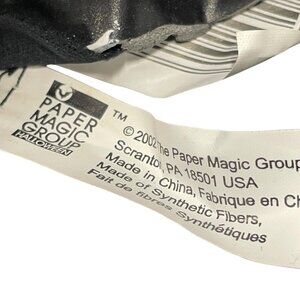 PAPER
MAGIC
GROUP
HALLOWEEN
™
© 2002 The Paper Magic Group
Scranton, PA 18501 USA
Made in China, Fabrique en Ch
Made of Synthetic Fibers,
Fait de fibres Synthétiques